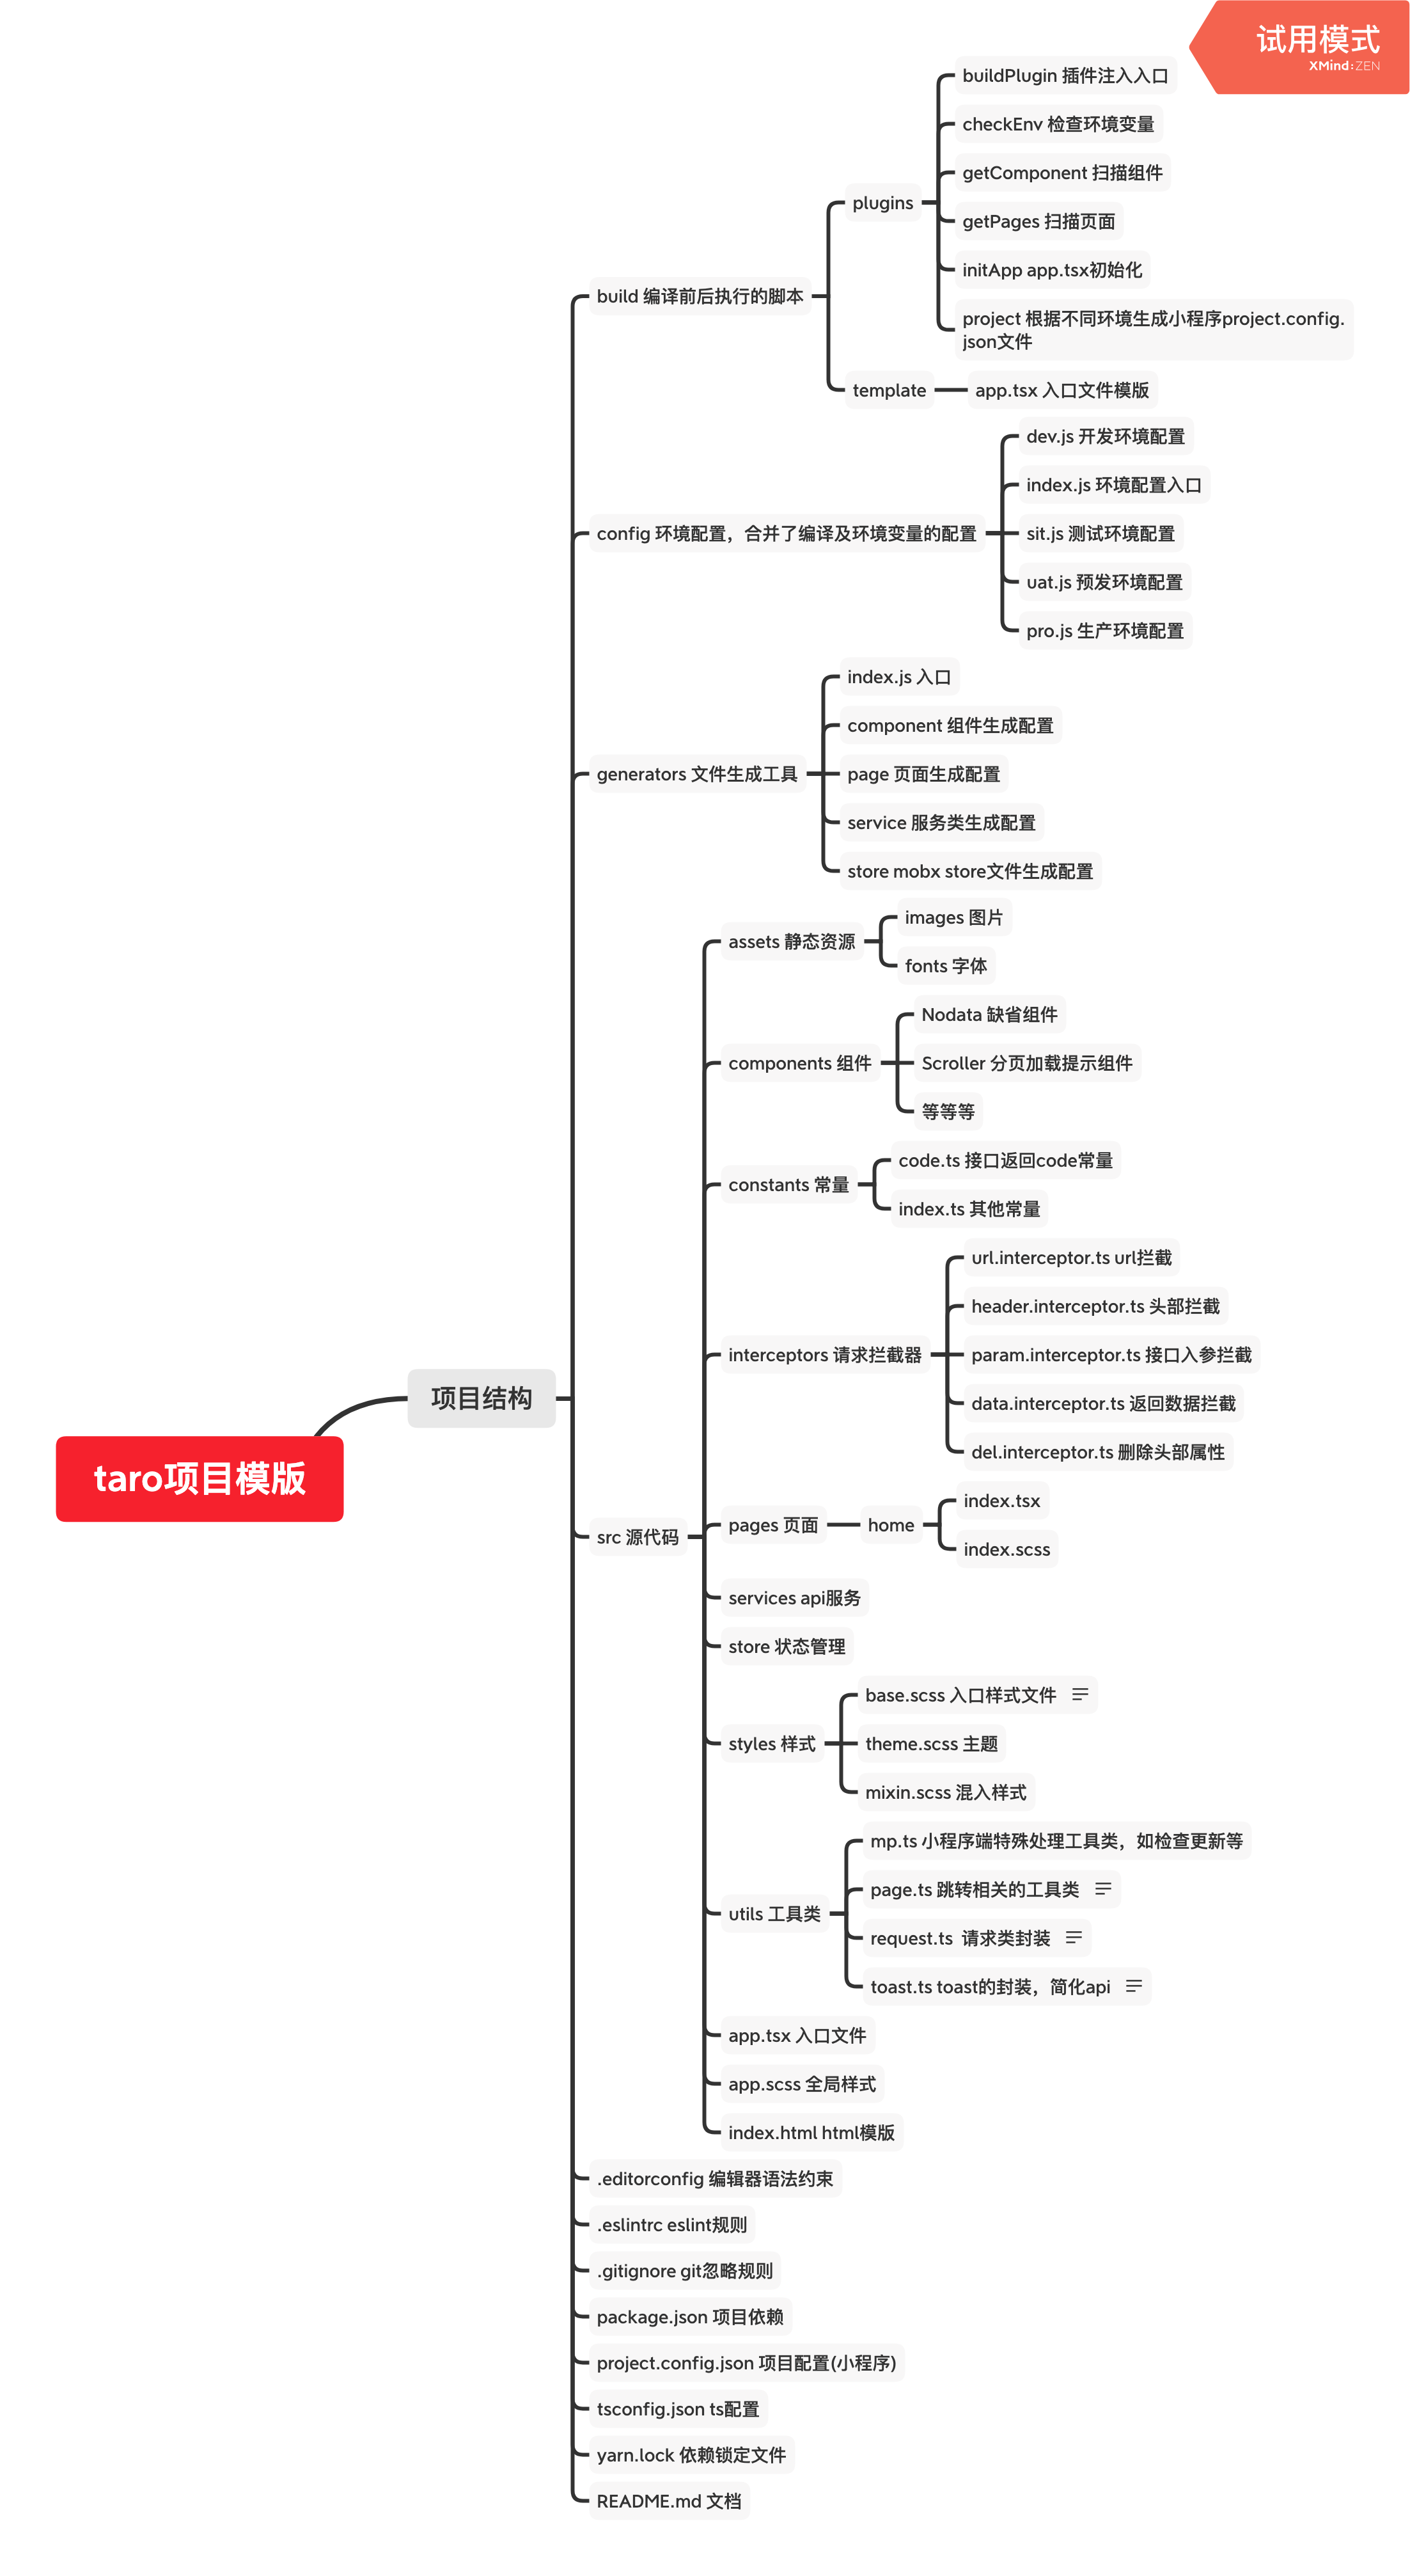 试用模式
XMind:ZEN
buildPlugin 插件注入入口
checkEnv 检查环境变量
getComponent 扫描组件
plugins
getPages 扫描页面
initApp app.tsx初始化
build 编译前后执行的脚本
project 根据不同环境生成小程序project.config.
json文件
template
app.tsx 入口文件模版
dev.js 开发环境配置
index.js 环境配置入口
config 环境配置，合并了编译及环境变量的配置
sit.js 测试环境配置
uat.js 预发环境配置
pro.js 生产环境配置
index.js 入口
component 组件生成配置
generators 文件生成工具
page 页面生成配置
service 服务类生成配置
store mobx store文件生成配置
images 图片
assets 静态资源
fonts 字体
Nodata 缺省组件
components 组件
Scroller 分页加载提示组件
等等等
code.ts 接口返回code常量
constants 常量
index.ts 其他常量
url.interceptor.ts url拦截
header.interceptor.ts 头部拦截
interceptors 请求拦截器
param.interceptor.ts 接口入参拦截
项目结构
data.interceptor.ts 返回数据拦截
del.interceptor.ts 删除头部属性
taro项目模版
index.tsx
pages 页面
home
src 源代码
index.scss
services api服务
store 状态管理
base.scss 入口样式文件
styles 样式
theme.scss 主题
mixin.scss 混入样式
mp.ts 小程序端特殊处理工具类，如检查更新等
page.ts 跳转相关的工具类
utils 工具类
request.ts 请求类封装
toast.ts toast的封装，简化api
app.tsx 入口文件
app.scss 全局样式
index.html html模版
.editorconfig 编辑器语法约束
.eslintrc eslint规则
.gitignore git忽略规则
package.json 项目依赖
project.config.json 项目配置(小程序)
tsconfig.json ts配置
yarn.lock 依赖锁定文件
README.md 文档